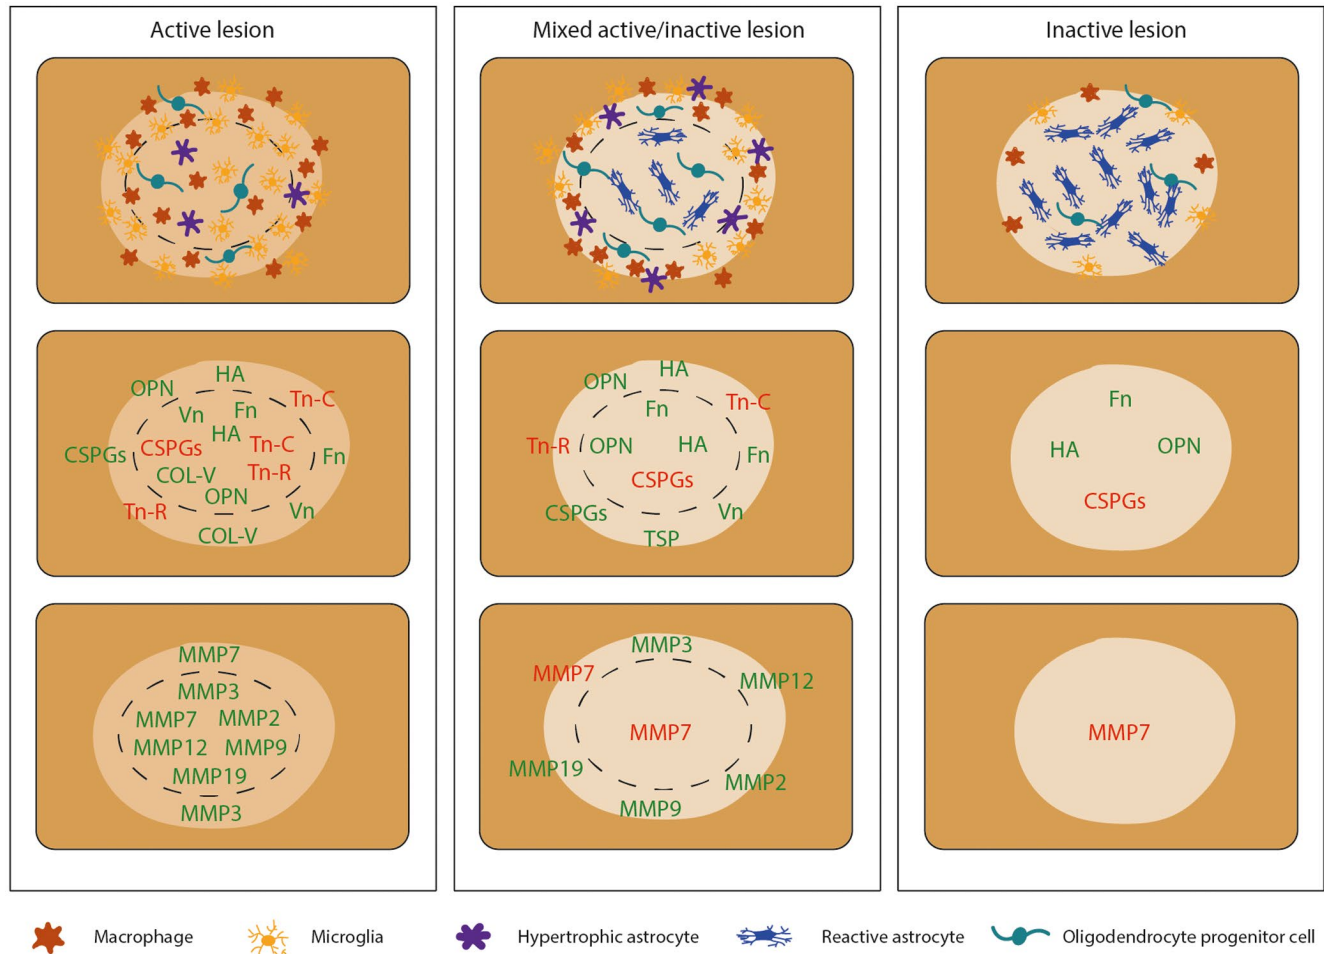 Active lesion
Mixed active/inactive lesion
Inactive lesion
HA
OPN
Tn-C
Vn
Fn
HA
CSPGs
Tn-C
CSPGs
Fn
COL-V
Tn-R
OPN
Tn-R
Vn
COL-V
HA
OPN
Tn-C
Fn
Tn-R
OPN
HA
Fn
CSPGs
CSPGs
Vn
TSP
Fn
HA
OPN
CSPGs
MMP7
MMP3
MMP7
MMP2
MMP12
MMP9
MMP19
MMP3
MMP3
MMP7
MMP12
MMP7
MMP19
MMP2
MMP9
MMP7
Macrophage
Microglia
Hypertrophic astrocyte
Reactive astrocyte
Oligodendrocyte progenitor cell